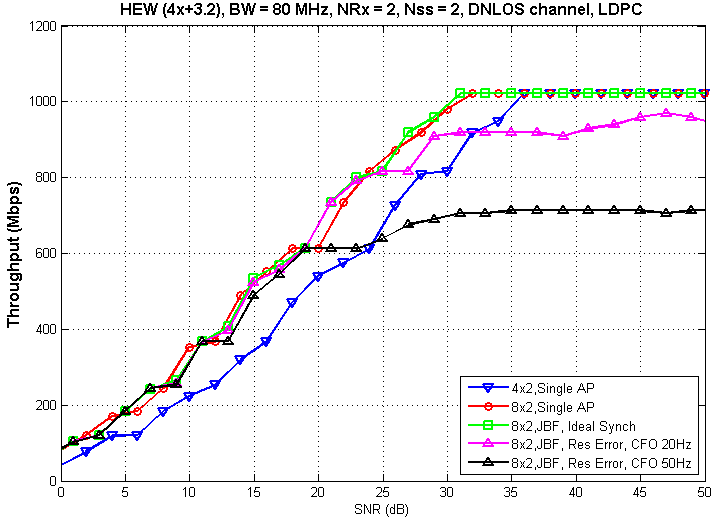 HEW (4x+3.2), BW = 80 MHz, NRx = 2, Nss = 2, DNLOS channel, LDPC
Throughput (Mbps)
1200
1000
800
600
400
200
0
0 5 10 15 20 25 30 35 40 45 50
SNR (dB)
4x2,Single AP
8x2,Single AP
8x2,JBF, Ideal Synch
8x2,JBF, Res Error, CFO 20Hz
8x2,JBF, Res Error, CFO 50Hz